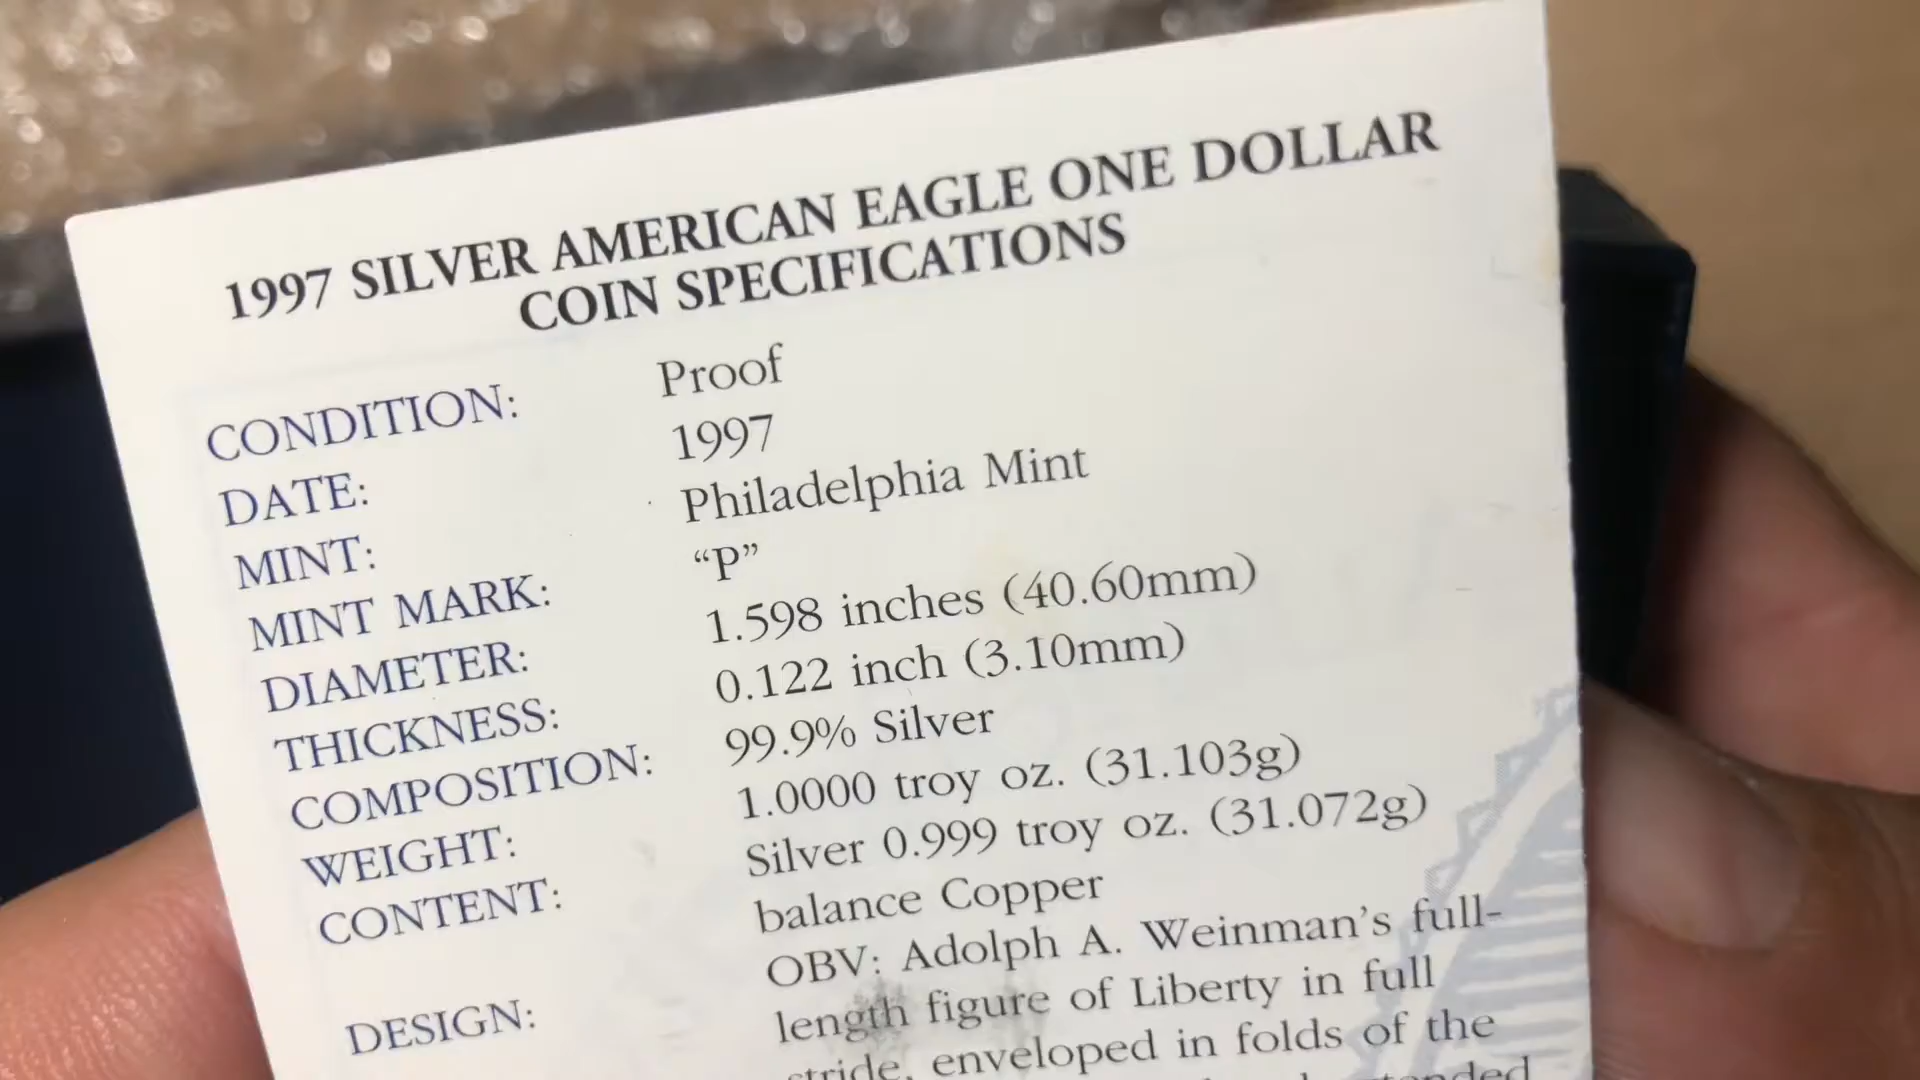 1997 SILVER AMERICAN EAGLE ONE DOLLAR
COIN SPECIFICATIONS
CONDITION: Proof
DATE: 1997
MINT: Philadelphia Mint
MINT MARK: “P”
DIAMETER: 1.598 inches (40.60mm)
THICKNESS: 0.122 inch (3.10mm)
COMPOSITION: 99.9% Silver
WEIGHT: 1.0000 troy oz. (31.103g)
CONTENT: Silver 0.999 troy oz. (31.072g)
balance Copper
DESIGN: OBV: Adolph A. Weinman’s full-
length figure of Liberty in full
stride, enveloped in folds of the